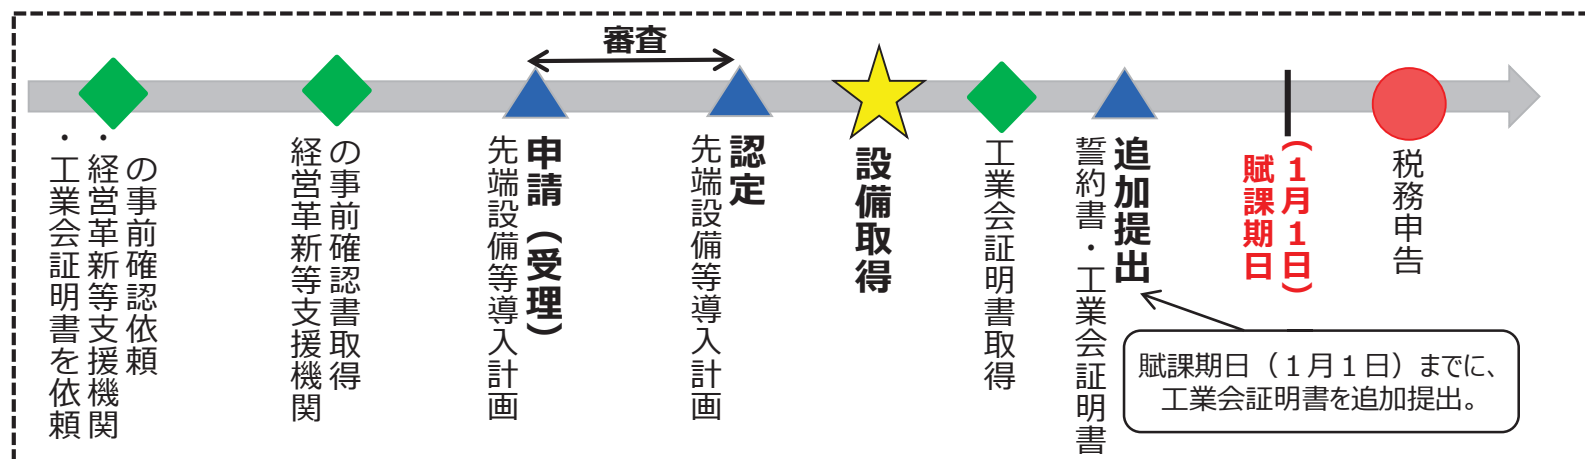 審査
・工業会証明書を依頼
・経営革新等支援機関
の事前確認依頼
経営革新等支援機関
の事前確認書取得
先端設備等導入計画
申請（受理）
先端設備等導入計画
認定
設備取得
工業会証明書取得
誓約書・工業会証明書
追加提出
賦課期日
（１月１日）
税務申告
賦課期日（１月１日）までに、
工業会証明書を追加提出。